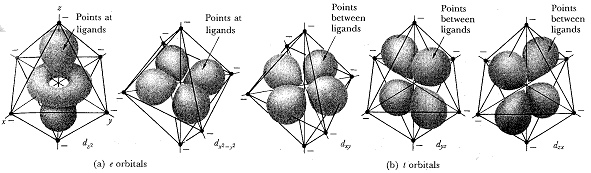 z
Points at
ligands
x
y
d_z²
Points at
ligands
d_x²−y²
(a) e orbitals
Points
between
ligands
d_xy
Points
between
ligands
d_yz
Points
between
ligands
d_zx
(b) t orbitals